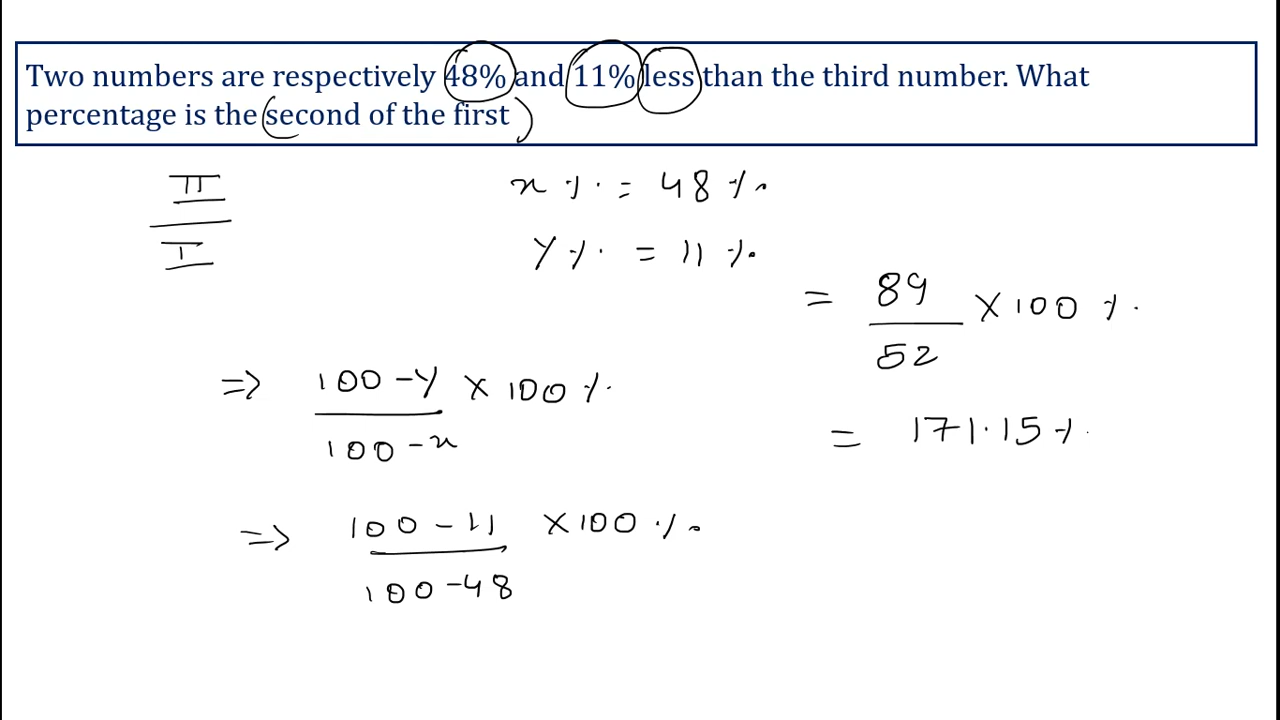 Two numbers are respectively 48% and 11% less than the third number. What
percentage is the second of the first
II
I
x % = 48 %
y % = 11 %
= 89 / 52 × 100 %
= 171.15 %
=> 100 - y / 100 - x × 100 %
=> 100 - 11 / 100 - 48 × 100 %